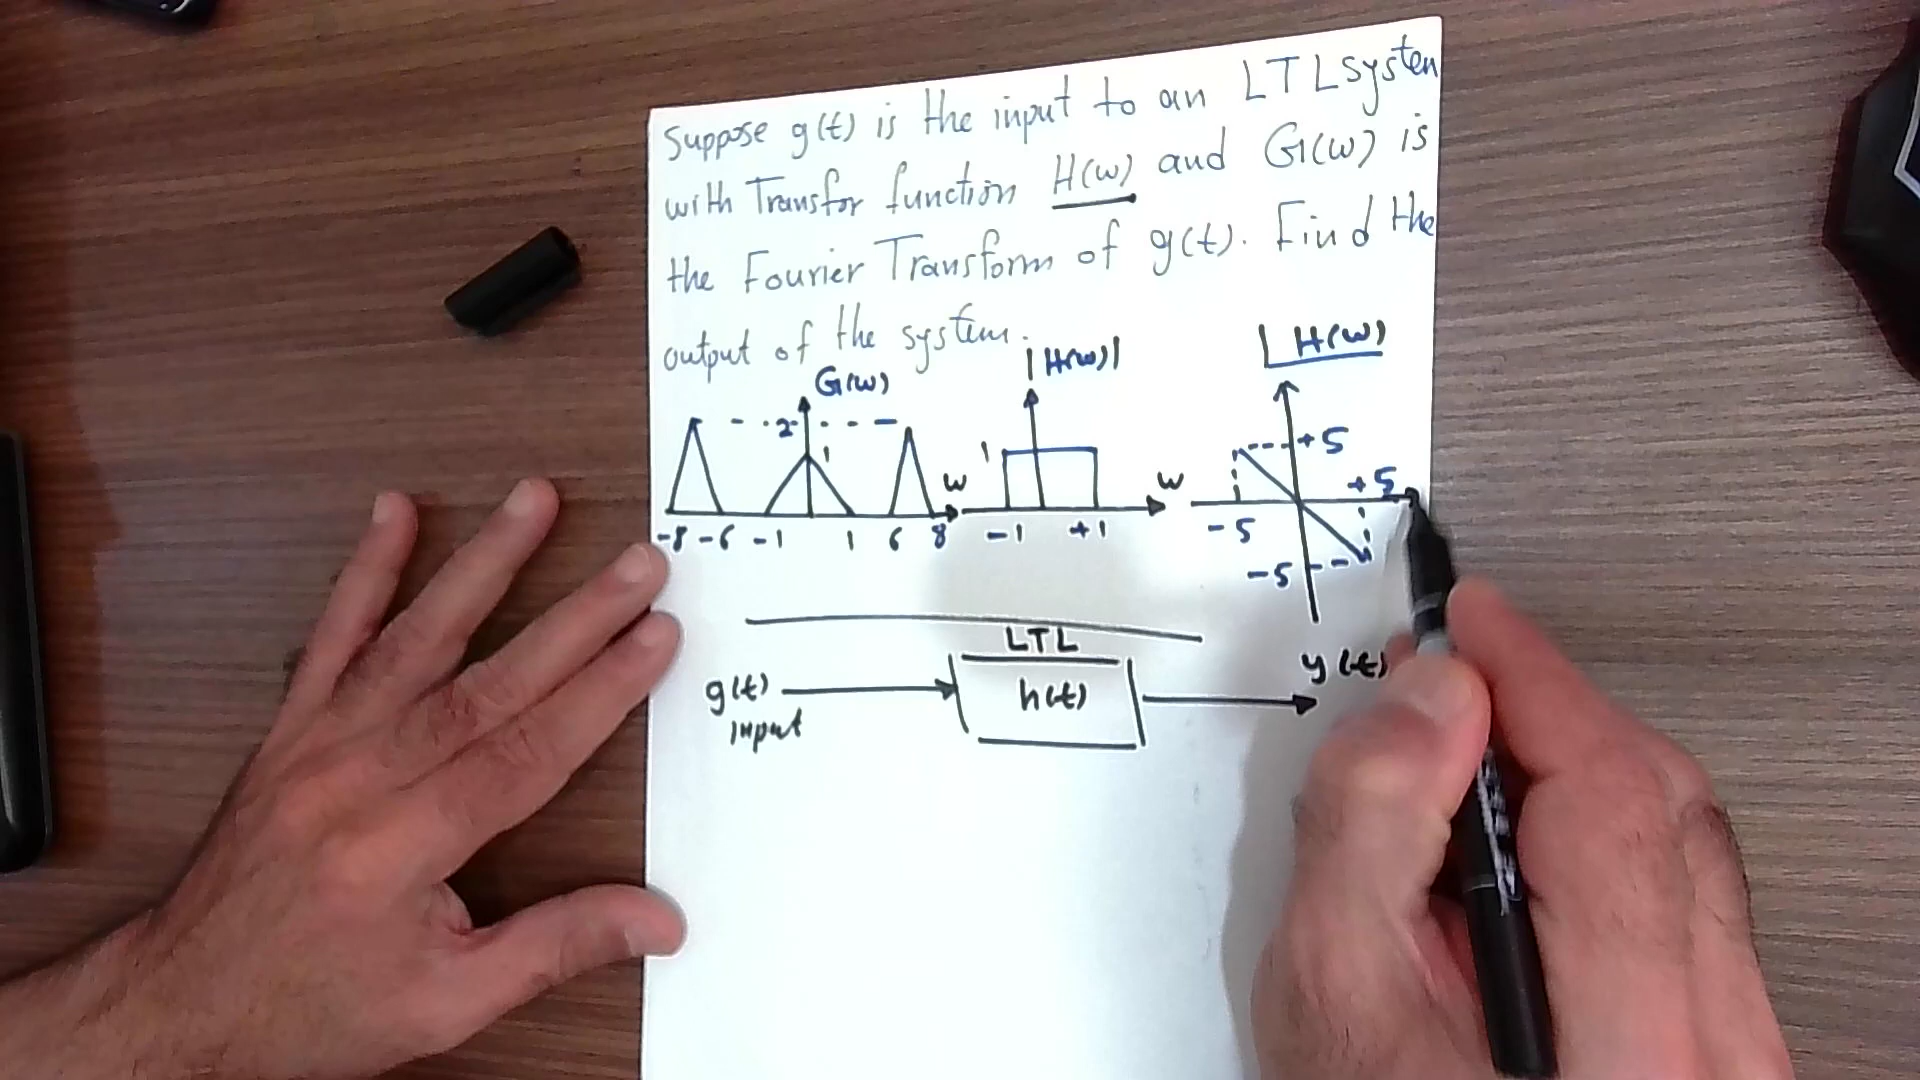 Suppose g(t) is the input to an LTL system
with Transfor function H(w) and G(w) is
the Fourier Transform of g(t). Find the
output of the system.
G(w)
2
1
w
-8 -6 -1 1 6 8
|H(w)|
1
w
-1 +1
∠H(w)
+5
+5
-5
-5
LTL
g(t)
input
h(t)
y(t)